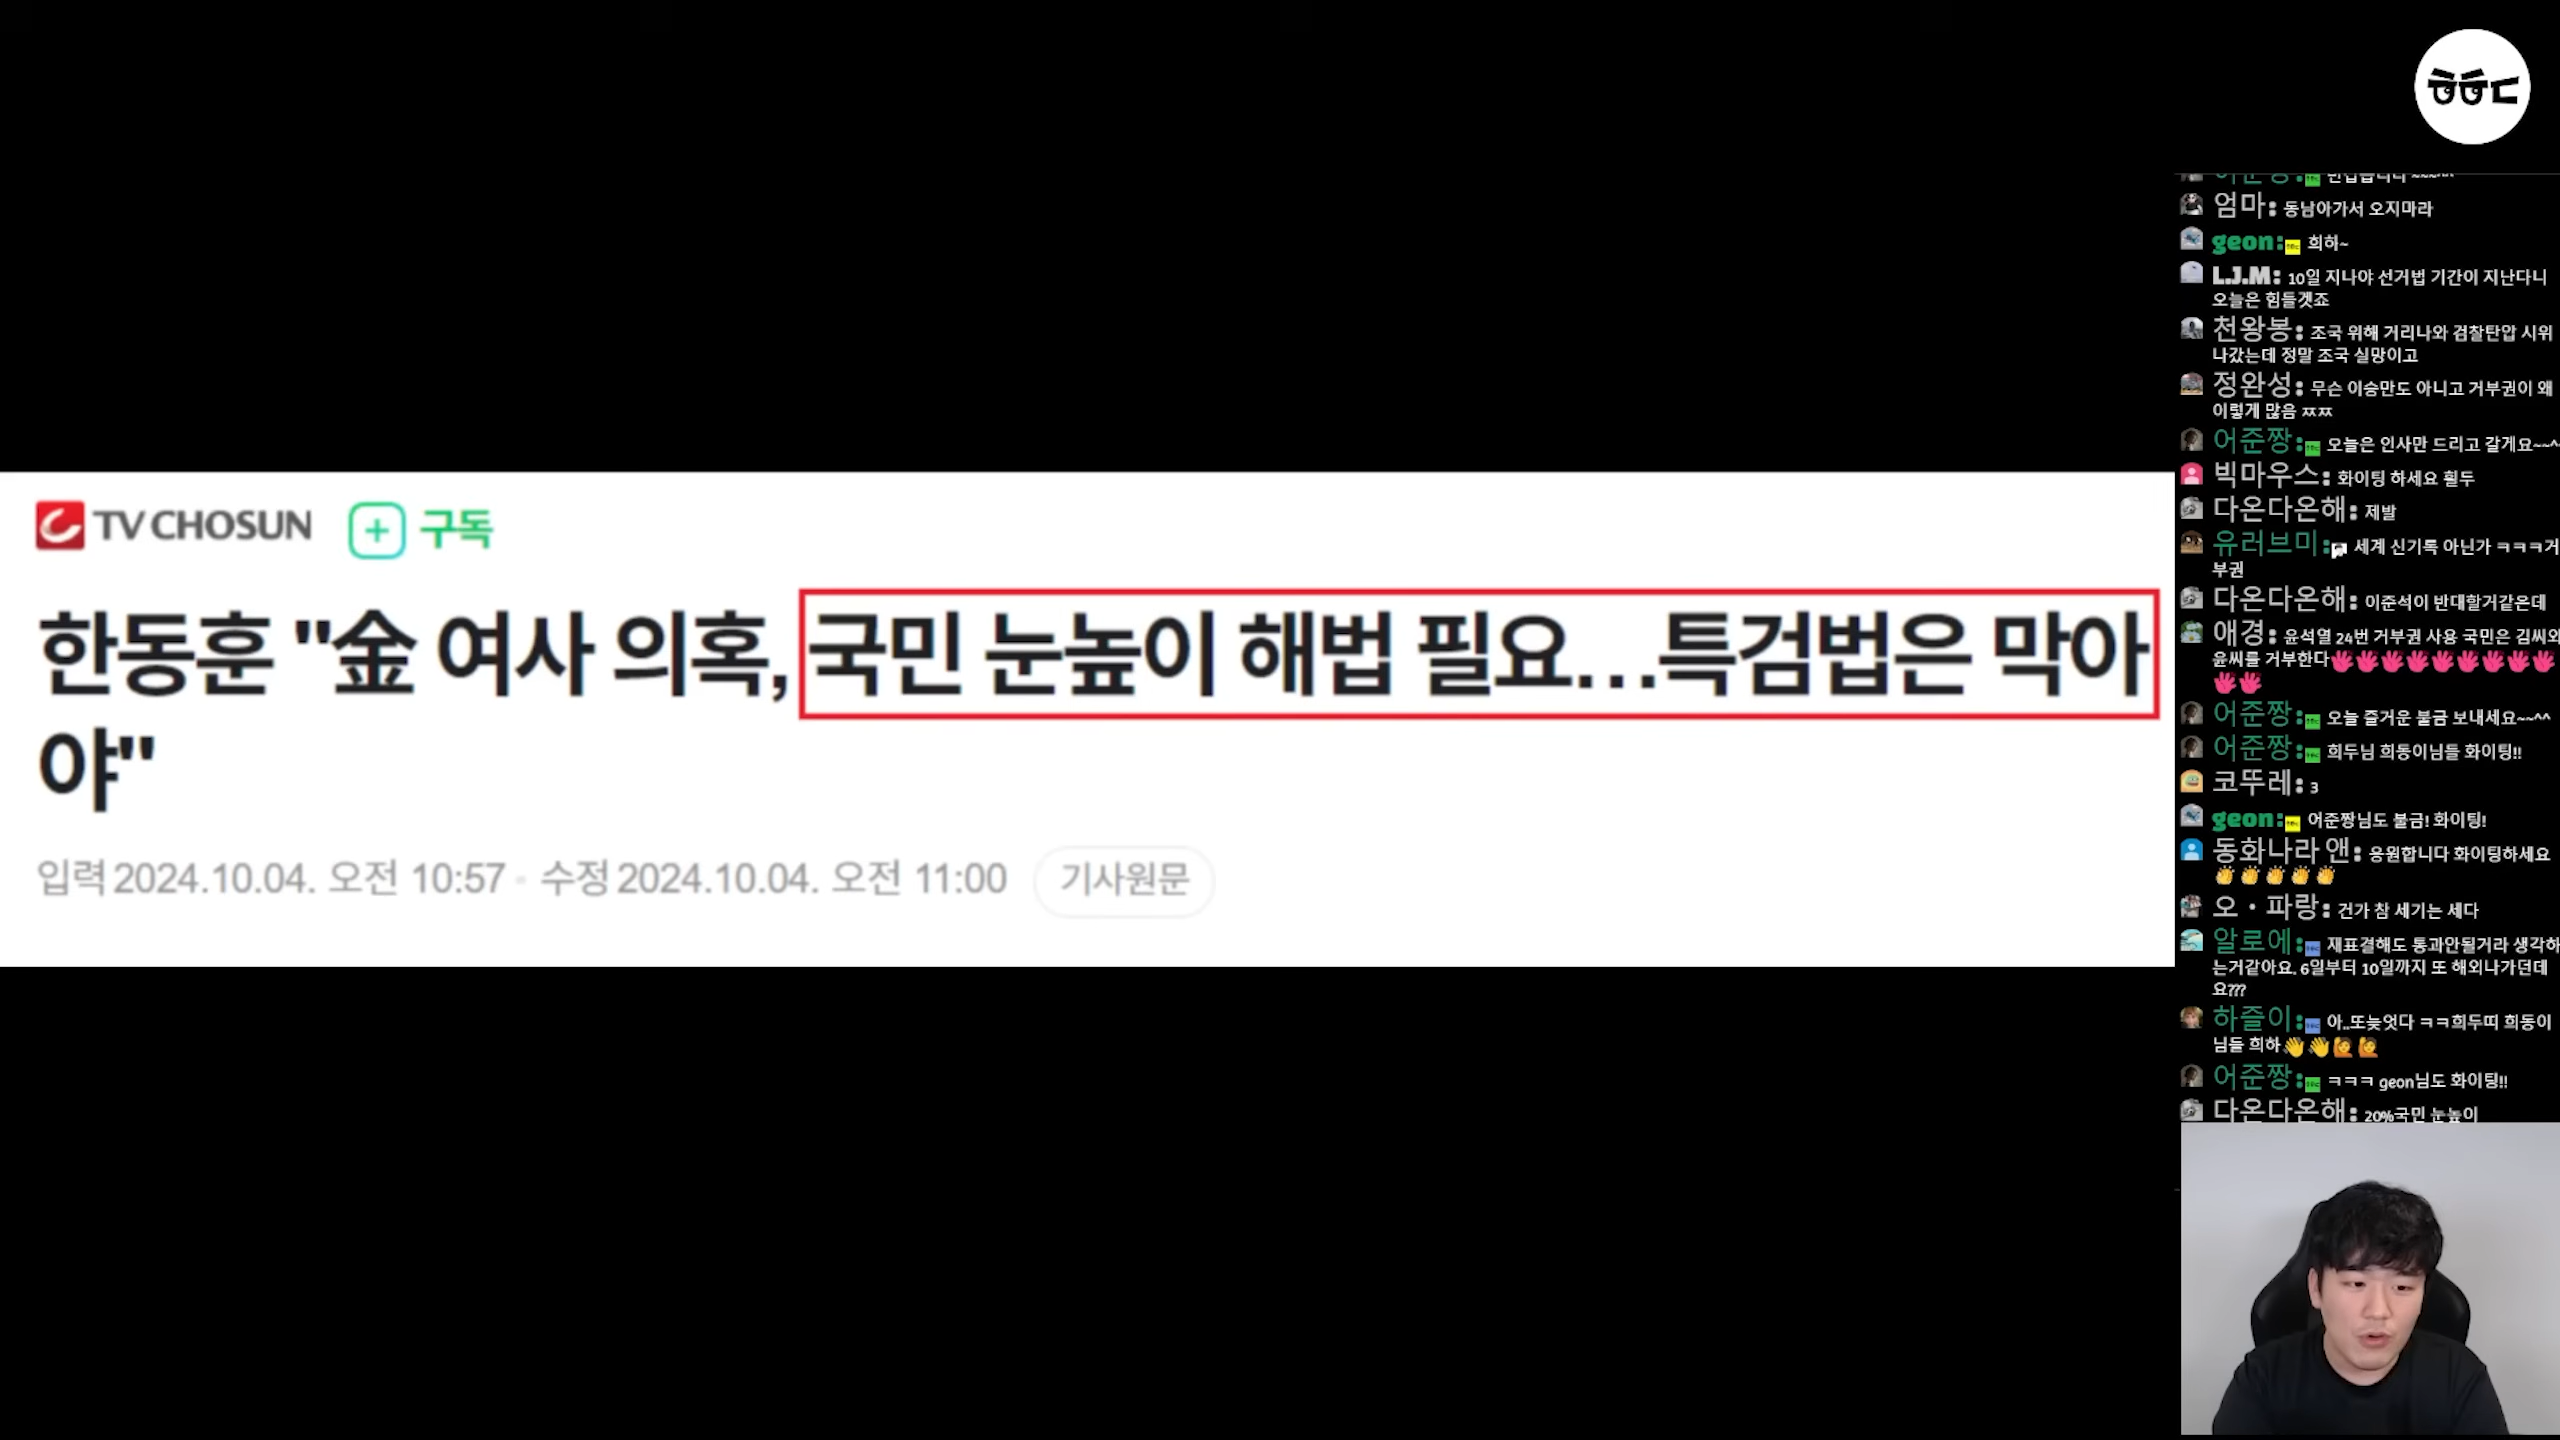 ㅎㅎㄷ
TV CHOSUN 구독
한동훈 "金 여사 의혹, 국민 눈높이 해법 필요…특검법은 막아
야"
입력 2024.10.04. 오전 10:57 · 수정 2024.10.04. 오전 11:00 기사원문
엄마: 동남아가서 오지마라
geon: 희하~
L.J.M: 10일 지나야 선거법 기간이 지난다니
오늘은 힘들겟죠
천왕봉: 조국 위해 거리나와 검찰탄압 시위
나갔는데 정말 조국 실망이고
정완성: 무슨 이승만도 아니고 거부권이 왜
이렇게 많음 ㅉㅉ
어준짱: 오늘은 인사만 드리고 갈게요~~^
빅마우스: 화이팅 하세요 훠두
다온다온해: 제발
유러브미: 세계 신기록 아닌가 ㅋㅋㅋ거
부권
다온다온해: 이준석이 반대할거같은데
애경: 윤석열 24번 거부권 사용 국민은 김씨와
윤씨를 거부한다
어준짱: 오늘 즐거운 불금 보내세요~~^^
어준짱: 희두님 희동이님들 화이팅!!
코뚜레: 3
geon: 어준짱님도 불금! 화이팅!
동화나라 앤: 응원합니다 화이팅하세요
오·파랑: 건가 참 세기는 세다
알로에: 재표결해도 통과안될거라 생각하
는거같아요. 6일부터 10일까지 또 해외나가던데
요???
하즐이: 아..또늦엇다 ㅋㅋ희두띠 희동이
님들 희하
어준짱: ㅋㅋㅋ geon님도 화이팅!!
다온다온해: 20%국민 눈높이